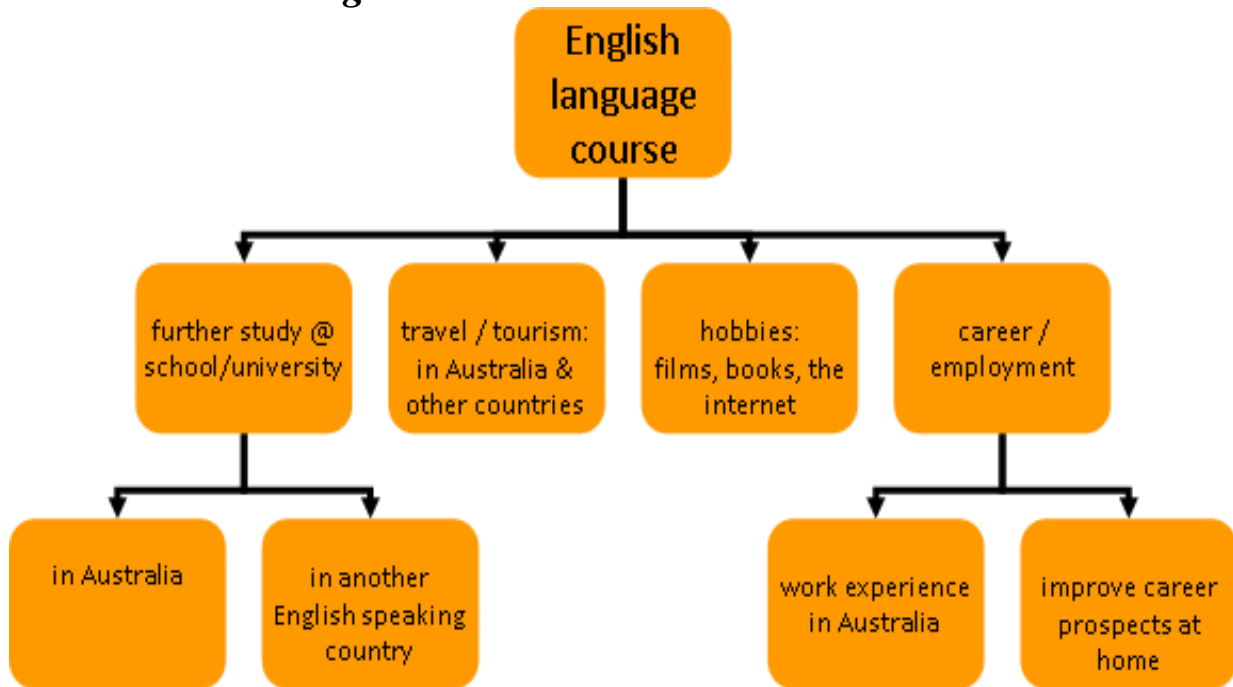 English
language
course
further study @
school/university
travel / tourism:
in Australia &
other countries
hobbies:
films, books, the
internet
career /
employment
in Australia
in another
English speaking
country
work experience
in Australia
improve career
prospects at
home